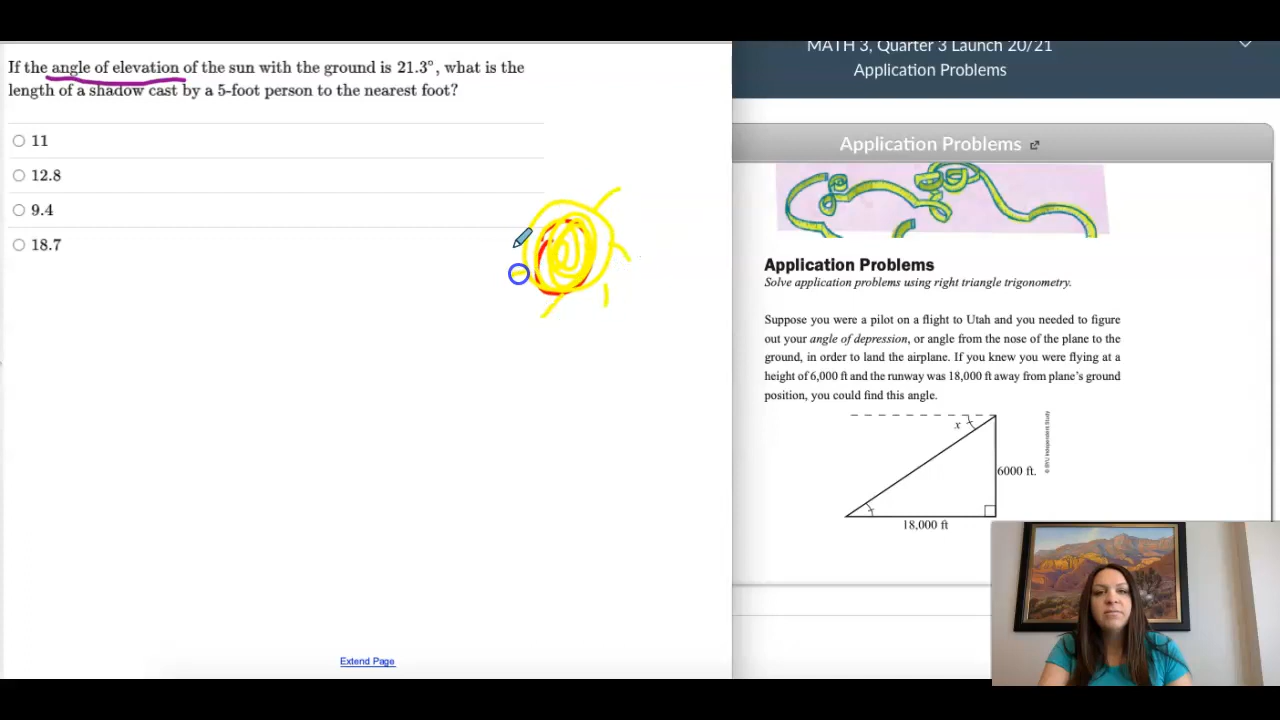 If the angle of elevation of the sun with the ground is 21.3°, what is the
length of a shadow cast by a 5-foot person to the nearest foot?
11
12.8
9.4
18.7
Extend Page
MATH 3, Quarter 3 Launch 20/21
Application Problems
Application Problems
Application Problems
Solve application problems using right triangle trigonometry.
Suppose you were a pilot on a flight to Utah and you needed to figure
out your angle of depression, or angle from the nose of the plane to the
ground, in order to land the airplane. If you knew you were flying at a
height of 6,000 ft and the runway was 18,000 ft away from plane's ground
position, you could find this angle.
x
6000 ft.
18,000 ft
© BYU Independent Study